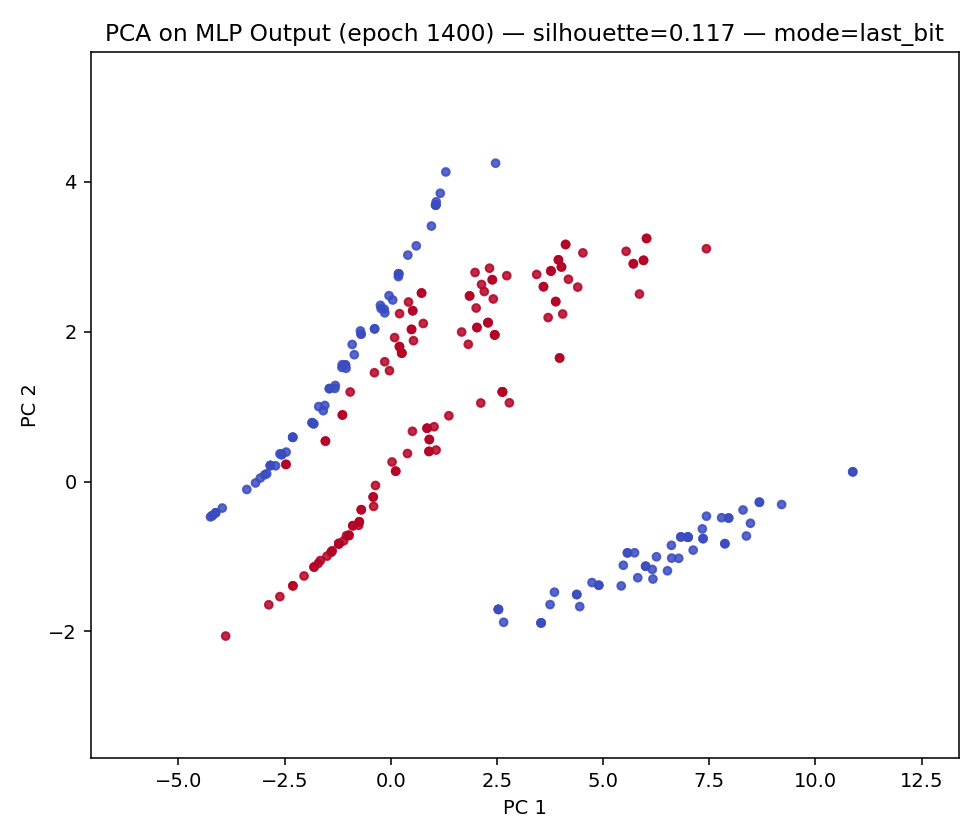 PCA on MLP Output (epoch 1400) — silhouette=0.117 — mode=last_bit
4
2
0
−2
PC 2
−5.0 −2.5 0.0 2.5 5.0 7.5 10.0 12.5
PC 1